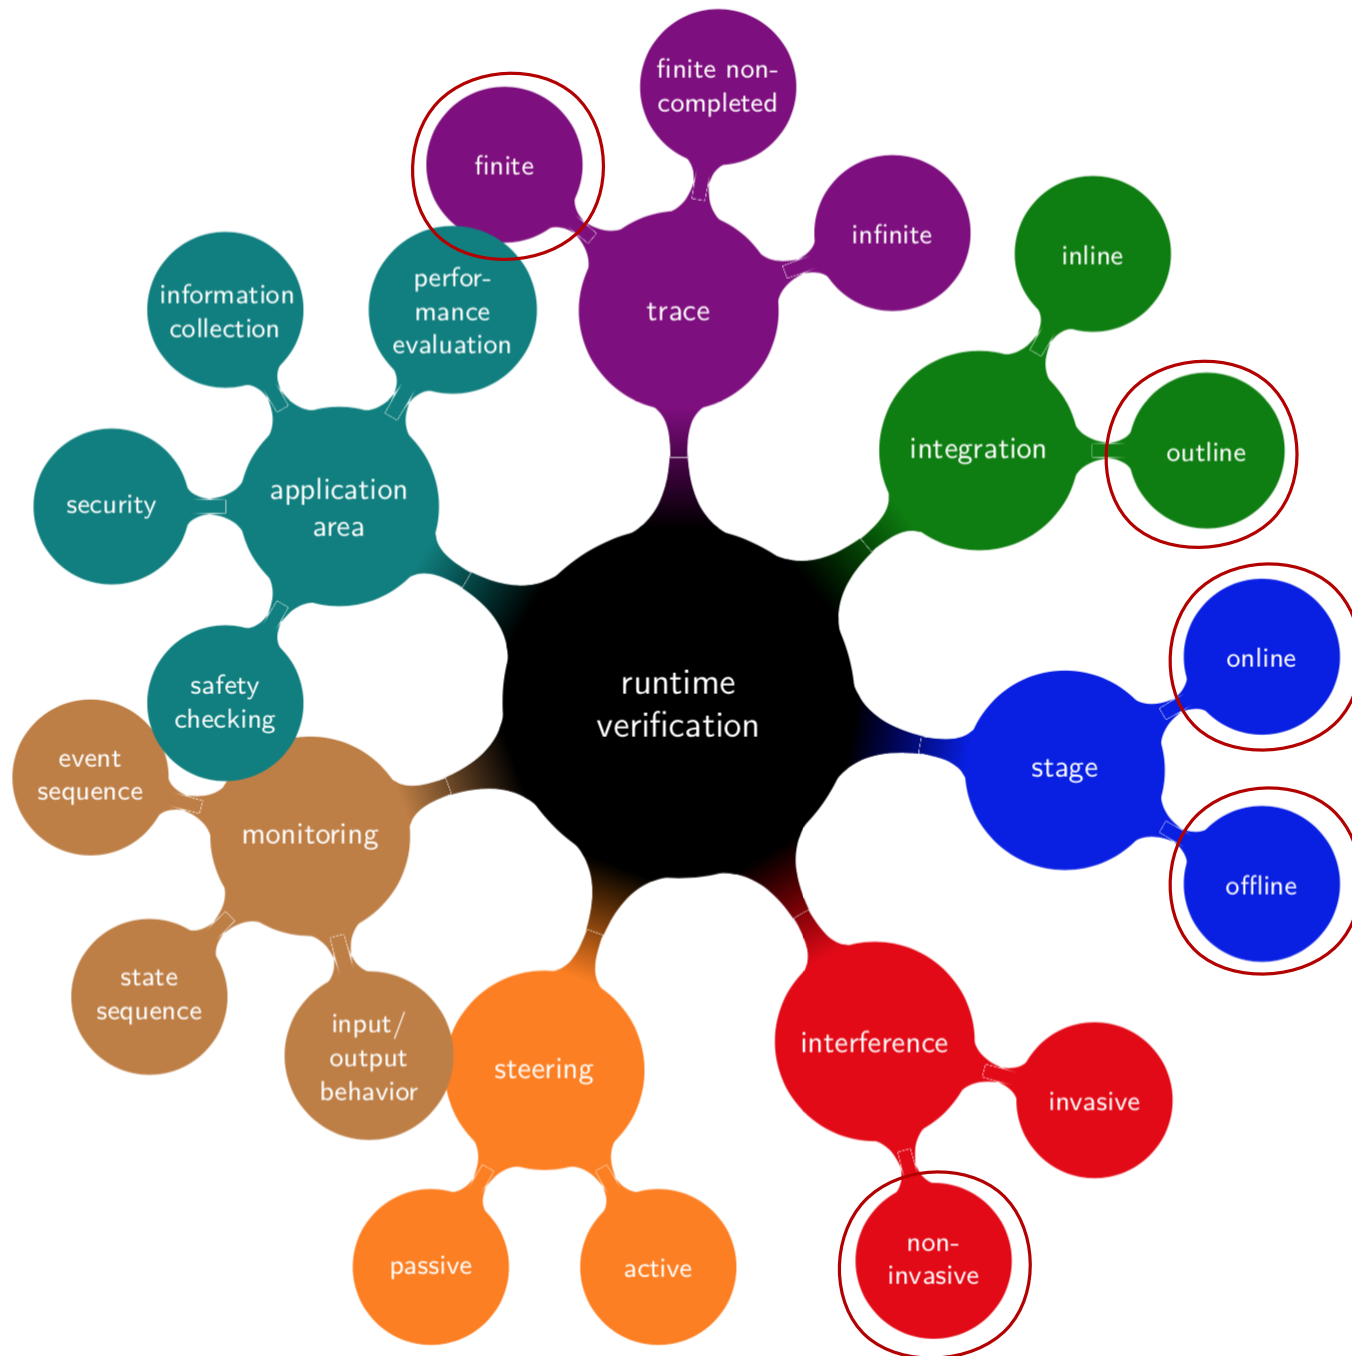 finite non-
completed
finite
infinite
inline
information
collection
perfor-
mance
evaluation
trace
integration
outline
security
application
area
online
runtime
verification
safety
checking
stage
event
sequence
monitoring
offline
state
sequence
input/
output
behavior
steering
interference
invasive
passive
active
non-
invasive